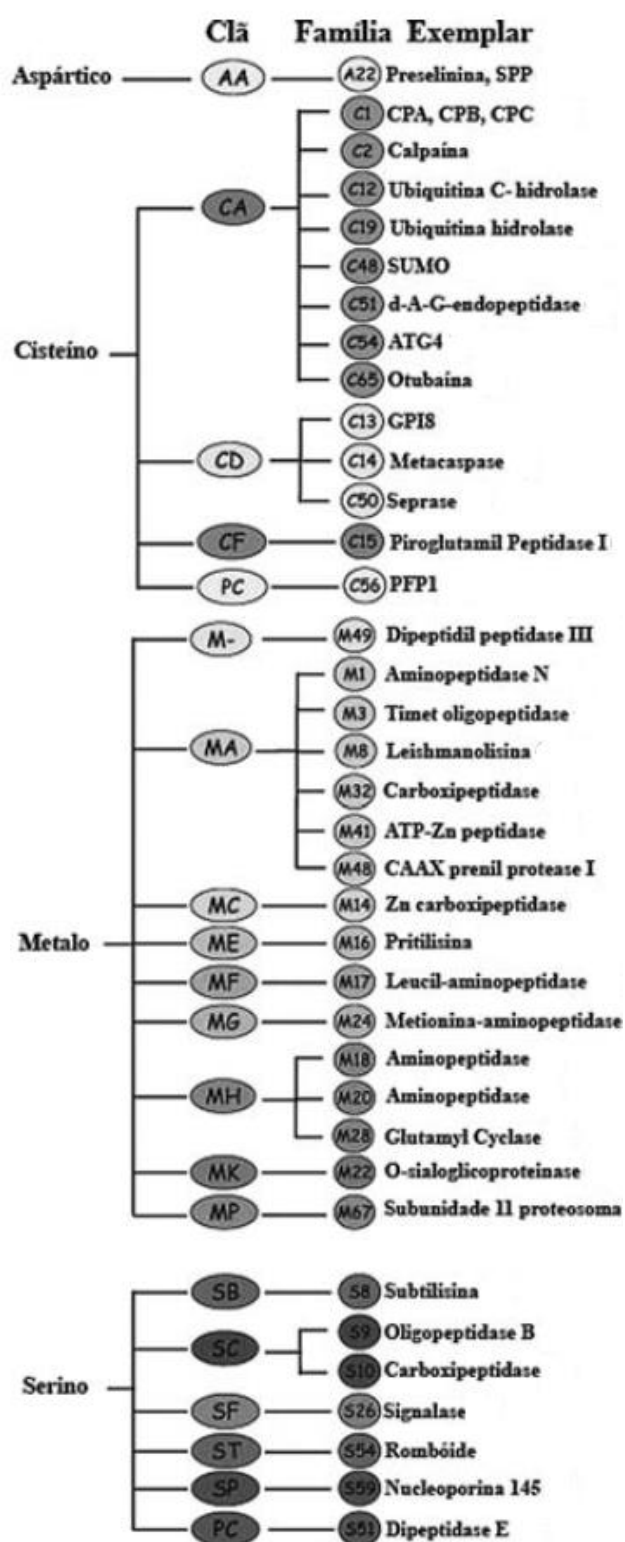 Clã Família Exemplar
Aspártico AA A22 Preselinina, SPP
C1 CPA, CPB, CPC
C2 Calpaína
C12 Ubiquitina C-hidrolase
CA C19 Ubiquitina hidrolase
C48 SUMO
C51 d-A-G-endopeptidase
Cisteíno C54 ATG4
C65 Otubaína
C13 GPI8
CD C14 Metacaspase
C50 Seprase
CF C15 Piroglutamil Peptidase I
PC C56 PFP1
M- M49 Dipeptidil peptidase III
M1 Aminopeptidase N
M3 Timet oligopeptidase
MA M8 Leishmanolisina
M32 Carboxipeptidase
M41 ATP-Zn peptidase
M48 CAAX prenil protease I
MC M14 Zn carboxipeptidase
Metalo ME M16 Pritilisina
MF M17 Leucil-aminopeptidase
MG M24 Metionina-aminopeptidase
M18 Aminopeptidase
MH M20 Aminopeptidase
M28 Glutamyl Cyclase
MK M22 O-sialoglicoproteinase
MP M67 Subunidade 11 proteosoma
SB S8 Subtilisina
S9 Oligopeptidase B
SC S10 Carboxipeptidase
Serino SF S26 Signalase
ST S54 Rombóide
SP S59 Nucleoporina 145
PC S51 Dipeptidase E